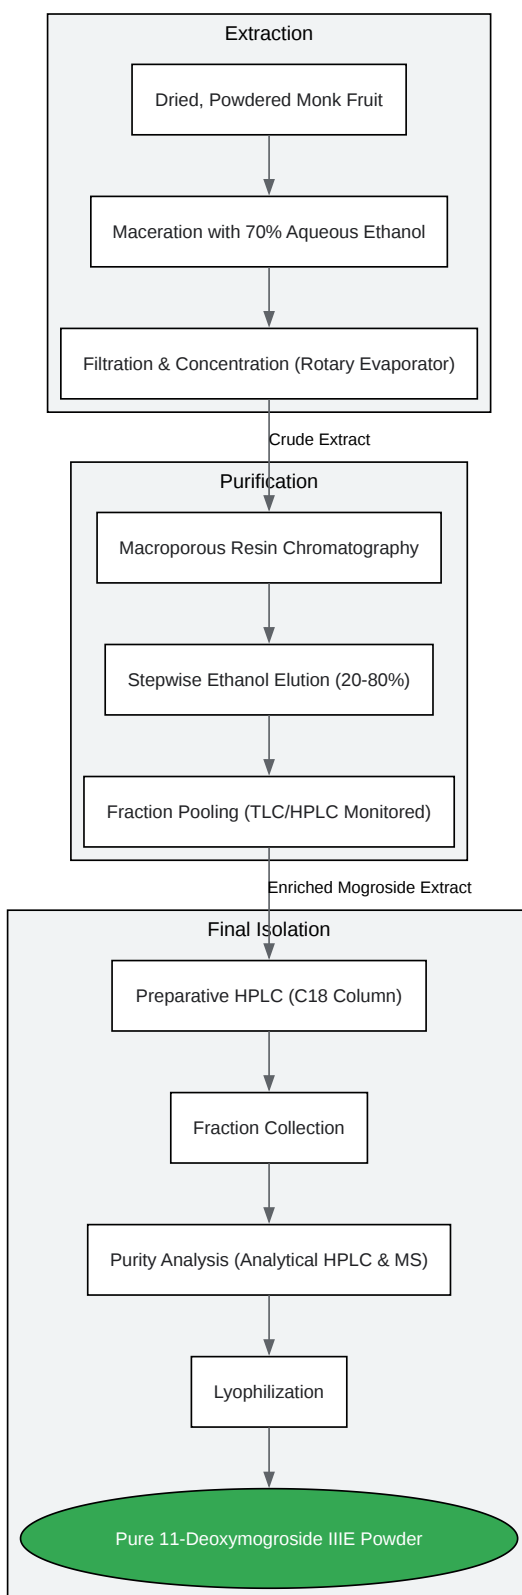 Extraction
Dried, Powdered Monk Fruit
Maceration with 70% Aqueous Ethanol
Filtration & Concentration (Rotary Evaporator)
Crude Extract
Purification
Macroporous Resin Chromatography
Stepwise Ethanol Elution (20-80%)
Fraction Pooling (TLC/HPLC Monitored)
Enriched Mogroside Extract
Final Isolation
Preparative HPLC (C18 Column)
Fraction Collection
Purity Analysis (Analytical HPLC & MS)
Lyophilization
Pure 11-Deoxymogroside IIIE Powder